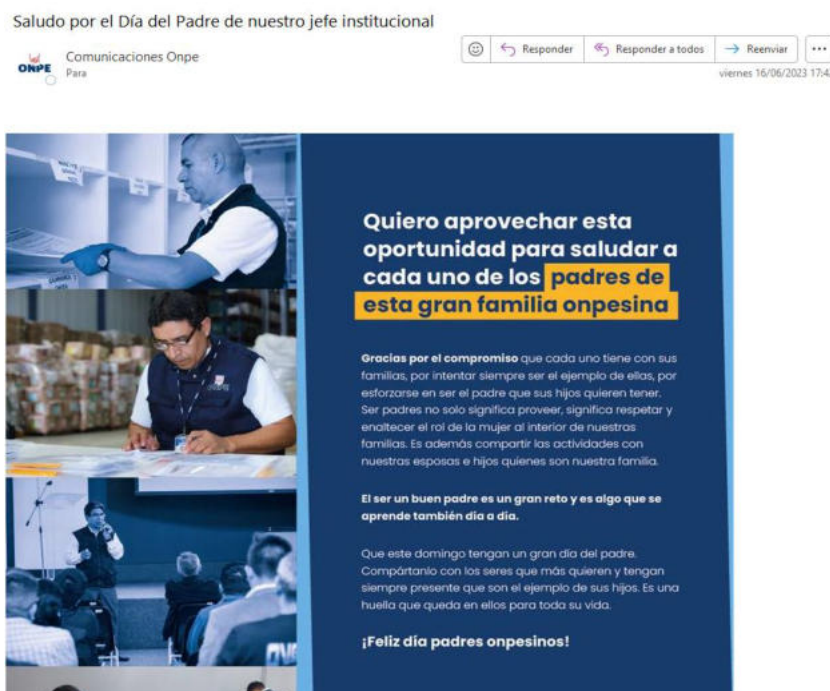 Saludo por el Día del Padre de nuestro jefe institucional
ONPE
Comunicaciones Onpe
Para
Responder
Responder a todos
Reenviar
viernes 16/06/2023 17:4
Quiero aprovechar esta
oportunidad para saludar a
cada uno de los padres de
esta gran familia onpesina
Gracias por el compromiso que cada uno tiene con sus
familias, por intentar siempre ser el ejemplo de ellas, por
esforzarse en ser el padre que sus hijos quieren tener.
Ser padres no solo significa proveer, significa respetar y
enaltecer el rol de la mujer al interior de nuestras
familias. Es además compartir las actividades con
nuestras esposas e hijos quienes son nuestra familia.
El ser un buen padre es un gran reto y es algo que se
aprende también día a día.
Que este domingo tengan un gran día del padre.
Compártanlo con los seres que más quieren y tengan
siempre presente que son el ejemplo de sus hijos. Es una
huella que queda en ellos para toda su vida.
¡Feliz día padres onpesinos!